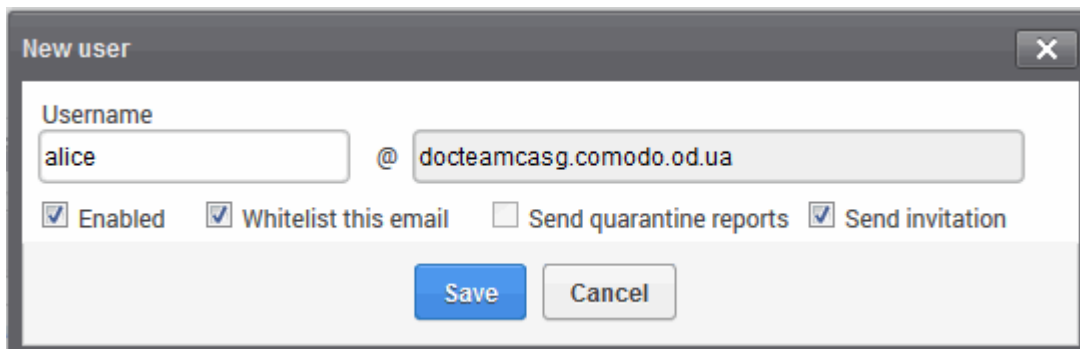 New user
Username
alice @ docteamcasg.comodo.od.ua
Enabled Whitelist this email Send quarantine reports Send invitation
Save Cancel